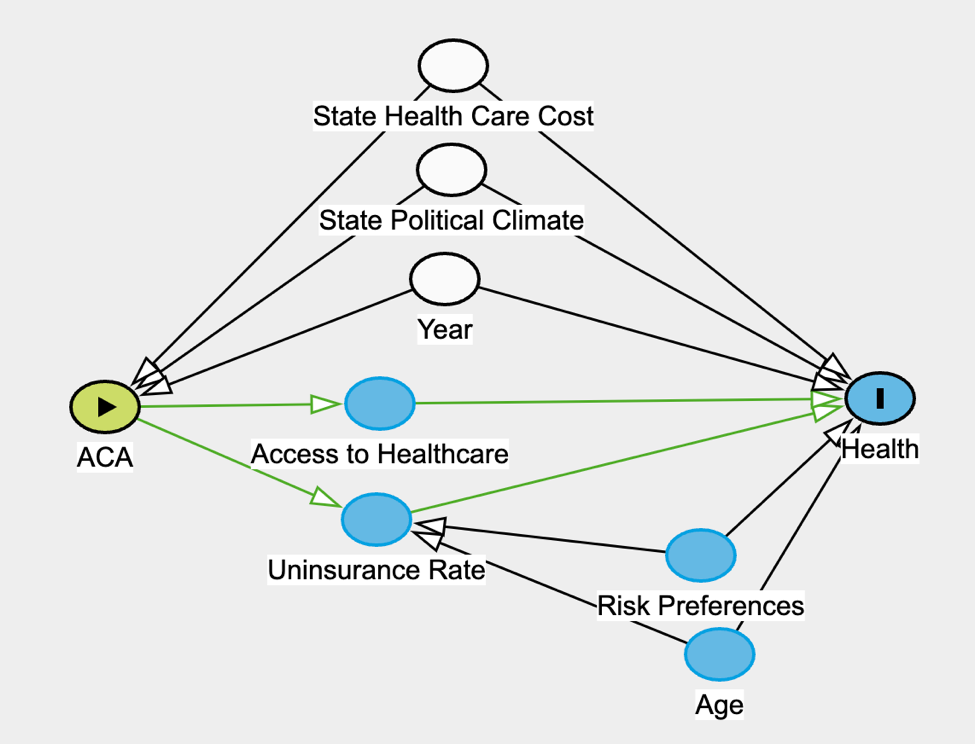 State Health Care Cost
State Political Climate
Year
ACA
Access to Healthcare
Health
Uninsurance Rate
Risk Preferences
Age